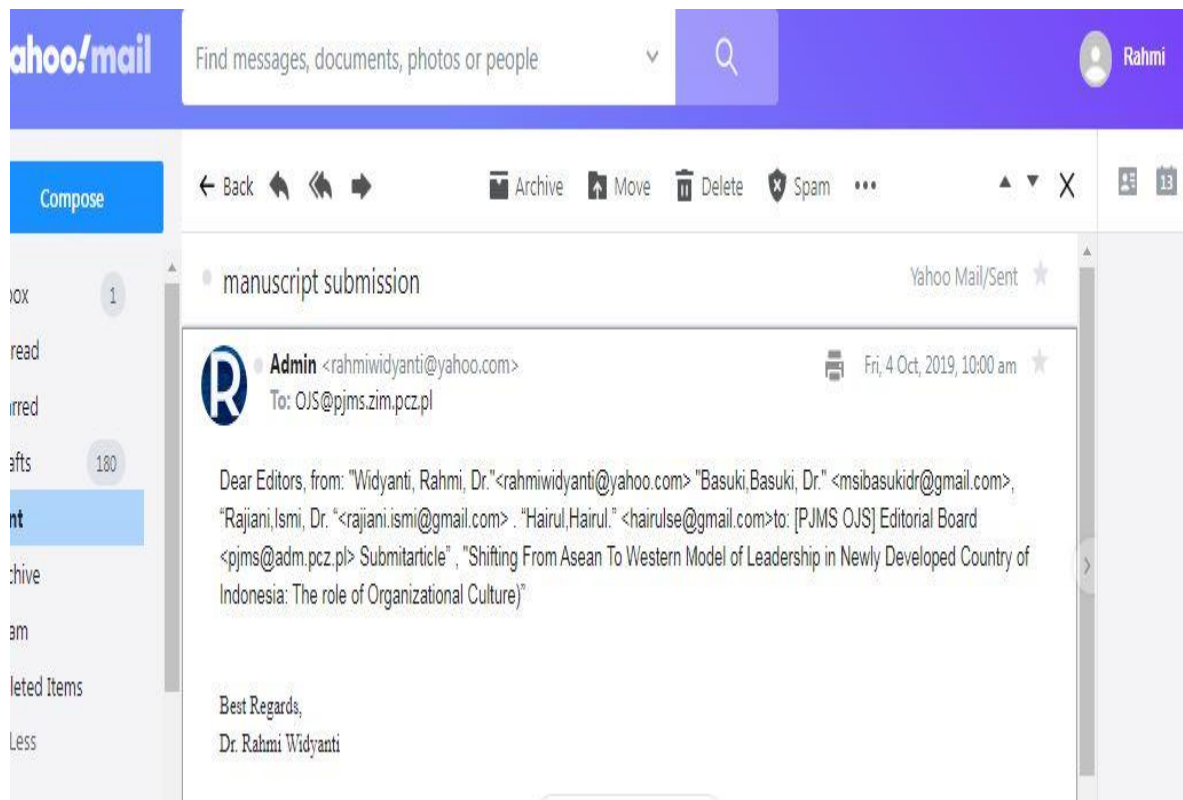 ahoo!mail
Find messages, documents, photos or people
Rahmi
Compose
Back
Archive
Move
Delete
Spam
13
ox 1
read
rred
afts 180
nt
chive
am
leted Items
Less
manuscript submission
Yahoo Mail/Sent
R
Admin <rahmiwidyanti@yahoo.com>
Fri, 4 Oct, 2019, 10:00 am
To: OJS@pjms.zim.pcz.pl
Dear Editors, from: "Widyanti, Rahmi, Dr."<rahmiwidyanti@yahoo.com> "Basuki,Basuki, Dr." <msibasukidr@gmail.com>,
“Rajiani,Ismi, Dr. “<rajiani.ismi@gmail.com> . “Hairul,Hairul.” <hairulse@gmail.com>to: [PJMS OJS] Editorial Board
<pjms@adm.pcz.pl> Submitarticle” , ”Shifting From Asean To Western Model of Leadership in Newly Developed Country of
Indonesia: The role of Organizational Culture)”
Best Regards,
Dr. Rahmi Widyanti